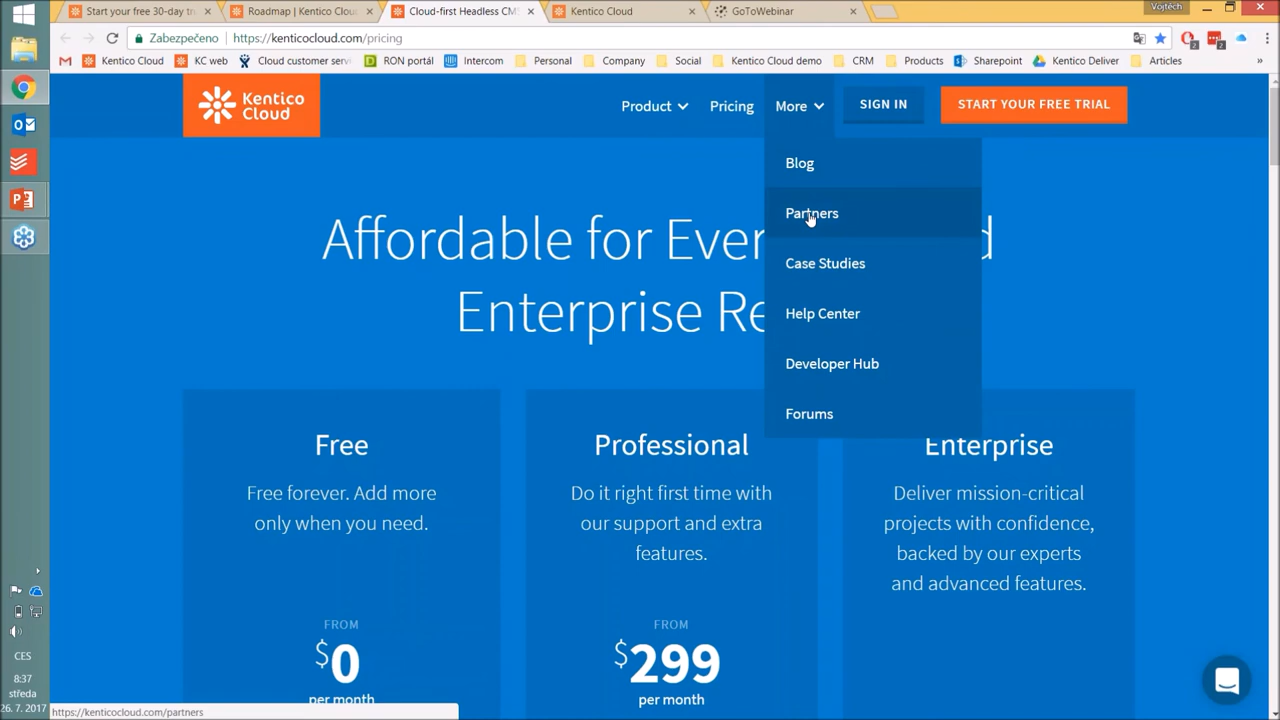 Start your free 30-day tr
Roadmap | Kentico Clou
Cloud-first Headless CM
Kentico Cloud
GoToWebinar
Vojtěch
Zabezpečeno
https://kenticocloud.com/pricing
2
2
Kentico Cloud
KC web
Cloud customer serv
RON portál
Intercom
Personal
Company
Social
Kentico Cloud demo
CRM
Products
Sharepoint
Kentico Deliver
Articles
»
Kentico
Cloud
Product
Pricing
More
SIGN IN
START YOUR FREE TRIAL
Blog
Partners
Case Studies
Help Center
Developer Hub
Forums
Affordable for Ever d
Enterprise Re
Free
Free forever. Add more
only when you need.
FROM
$0
per month
Professional
Do it right first time with
our support and extra
features.
FROM
$299
per month
Enterprise
Deliver mission-critical
projects with confidence,
backed by our experts
and advanced features.
CES
8:37
středa
26. 7. 2017
https://kenticocloud.com/partners